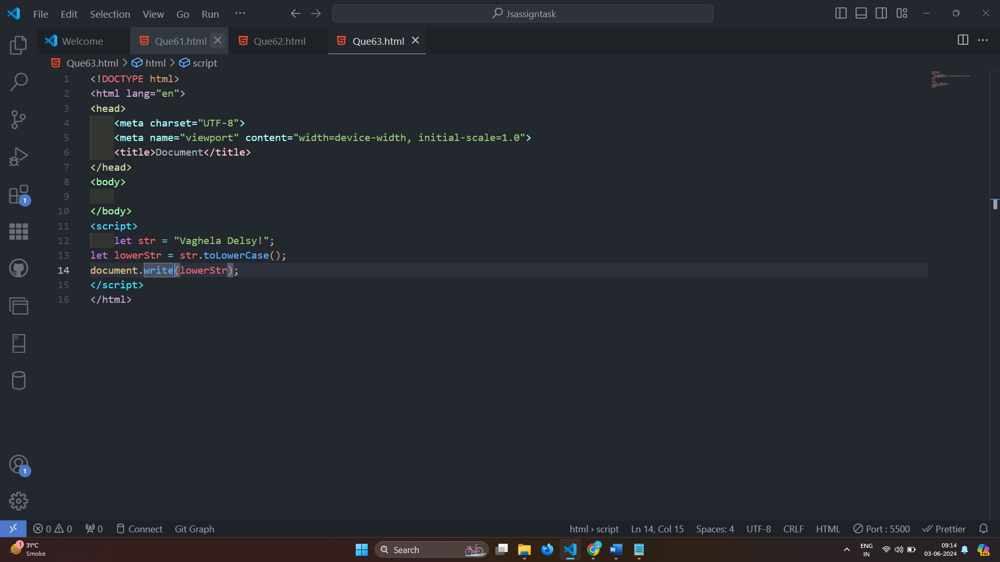 File Edit Selection View Go Run ···
Jsassigntask
Welcome Que61.html Que62.html Que63.html
Que63.html > html > script
1 <!DOCTYPE html>
2 <html lang="en">
3 <head>
4 <meta charset="UTF-8">
5 <meta name="viewport" content="width=device-width, initial-scale=1.0">
6 <title>Document</title>
7 </head>
8 <body>
9
10 </body>
11 <script>
12 let str = "Vaghela Delsy!";
13 let lowerStr = str.toLowerCase();
14 document.write(lowerStr);
15 </script>
16 </html>
1
1
0 0 0 Connect Git Graph html › script Ln 14, Col 15 Spaces: 4 UTF-8 CRLF HTML Port : 5500 Prettier
1 31°C
Smoke
Search
ENG
IN
09:14
03-06-2024
PRE